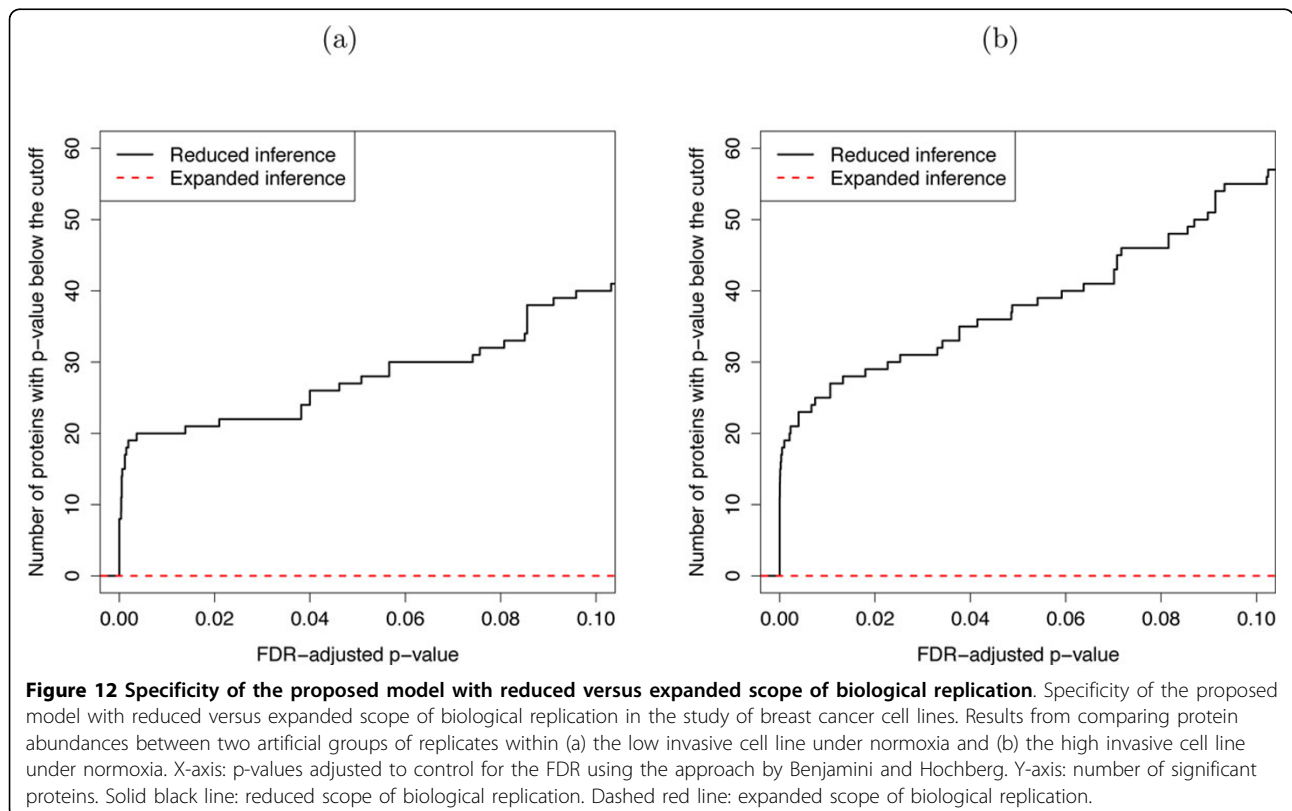 (a)
(b)
Number of proteins with p−value below the cutoff
60
50
40
30
20
10
0
Reduced inference
Expanded inference
0.00 0.02 0.04 0.06 0.08 0.10
FDR−adjusted p−value
Number of proteins with p−value below the cutoff
60
50
40
30
20
10
0
Reduced inference
Expanded inference
0.00 0.02 0.04 0.06 0.08 0.10
FDR−adjusted p−value
Figure 12 Specificity of the proposed model with reduced versus expanded scope of biological replication. Specificity of the proposed
model with reduced versus expanded scope of biological replication in the study of breast cancer cell lines. Results from comparing protein
abundances between two artificial groups of replicates within (a) the low invasive cell line under normoxia and (b) the high invasive cell line
under normoxia. X-axis: p-values adjusted to control for the FDR using the approach by Benjamini and Hochberg. Y-axis: number of significant
proteins. Solid black line: reduced scope of biological replication. Dashed red line: expanded scope of biological replication.